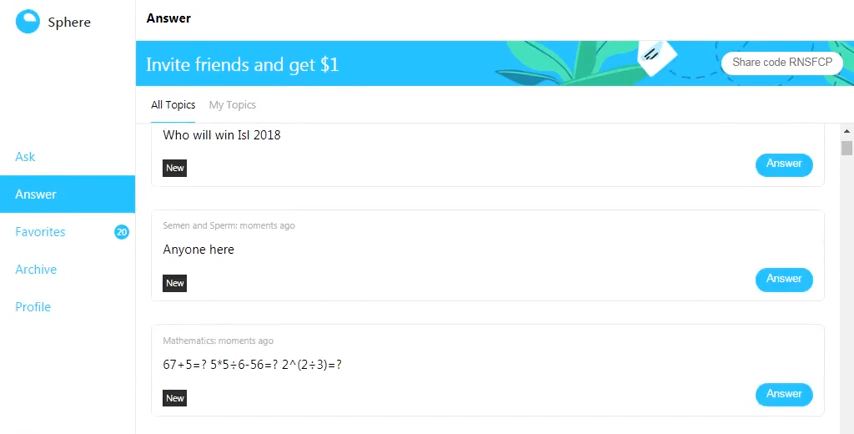 Sphere
Answer
Invite friends and get $1
Share code RNSFCP
All Topics
My Topics
Ask
Answer
Favorites
20
Archive
Profile
Who will win Isl 2018
New
Answer
Semen and Sperm: moments ago
Anyone here
New
Answer
Mathematics: moments ago
67+5=? 5*5÷6-56=? 2^(2÷3)=?
New
Answer